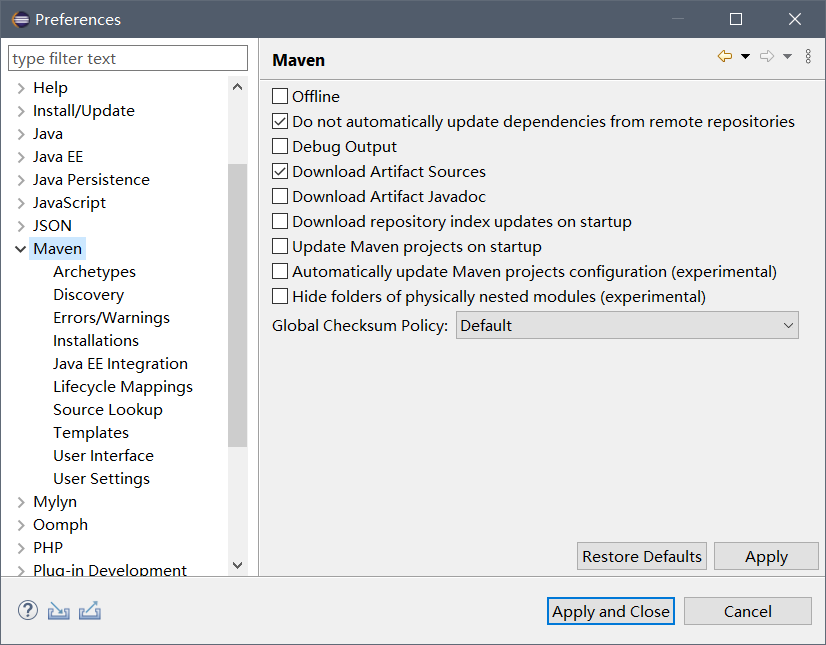 Preferences
type filter text
Help
Install/Update
Java
Java EE
Java Persistence
JavaScript
JSON
Maven
Archetypes
Discovery
Errors/Warnings
Installations
Java EE Integration
Lifecycle Mappings
Source Lookup
Templates
User Interface
User Settings
Mylyn
Oomph
PHP
Plug-in Development
Maven
Offline
Do not automatically update dependencies from remote repositories
Debug Output
Download Artifact Sources
Download Artifact Javadoc
Download repository index updates on startup
Update Maven projects on startup
Automatically update Maven projects configuration (experimental)
Hide folders of physically nested modules (experimental)
Global Checksum Policy: Default
Restore Defaults Apply
Apply and Close Cancel